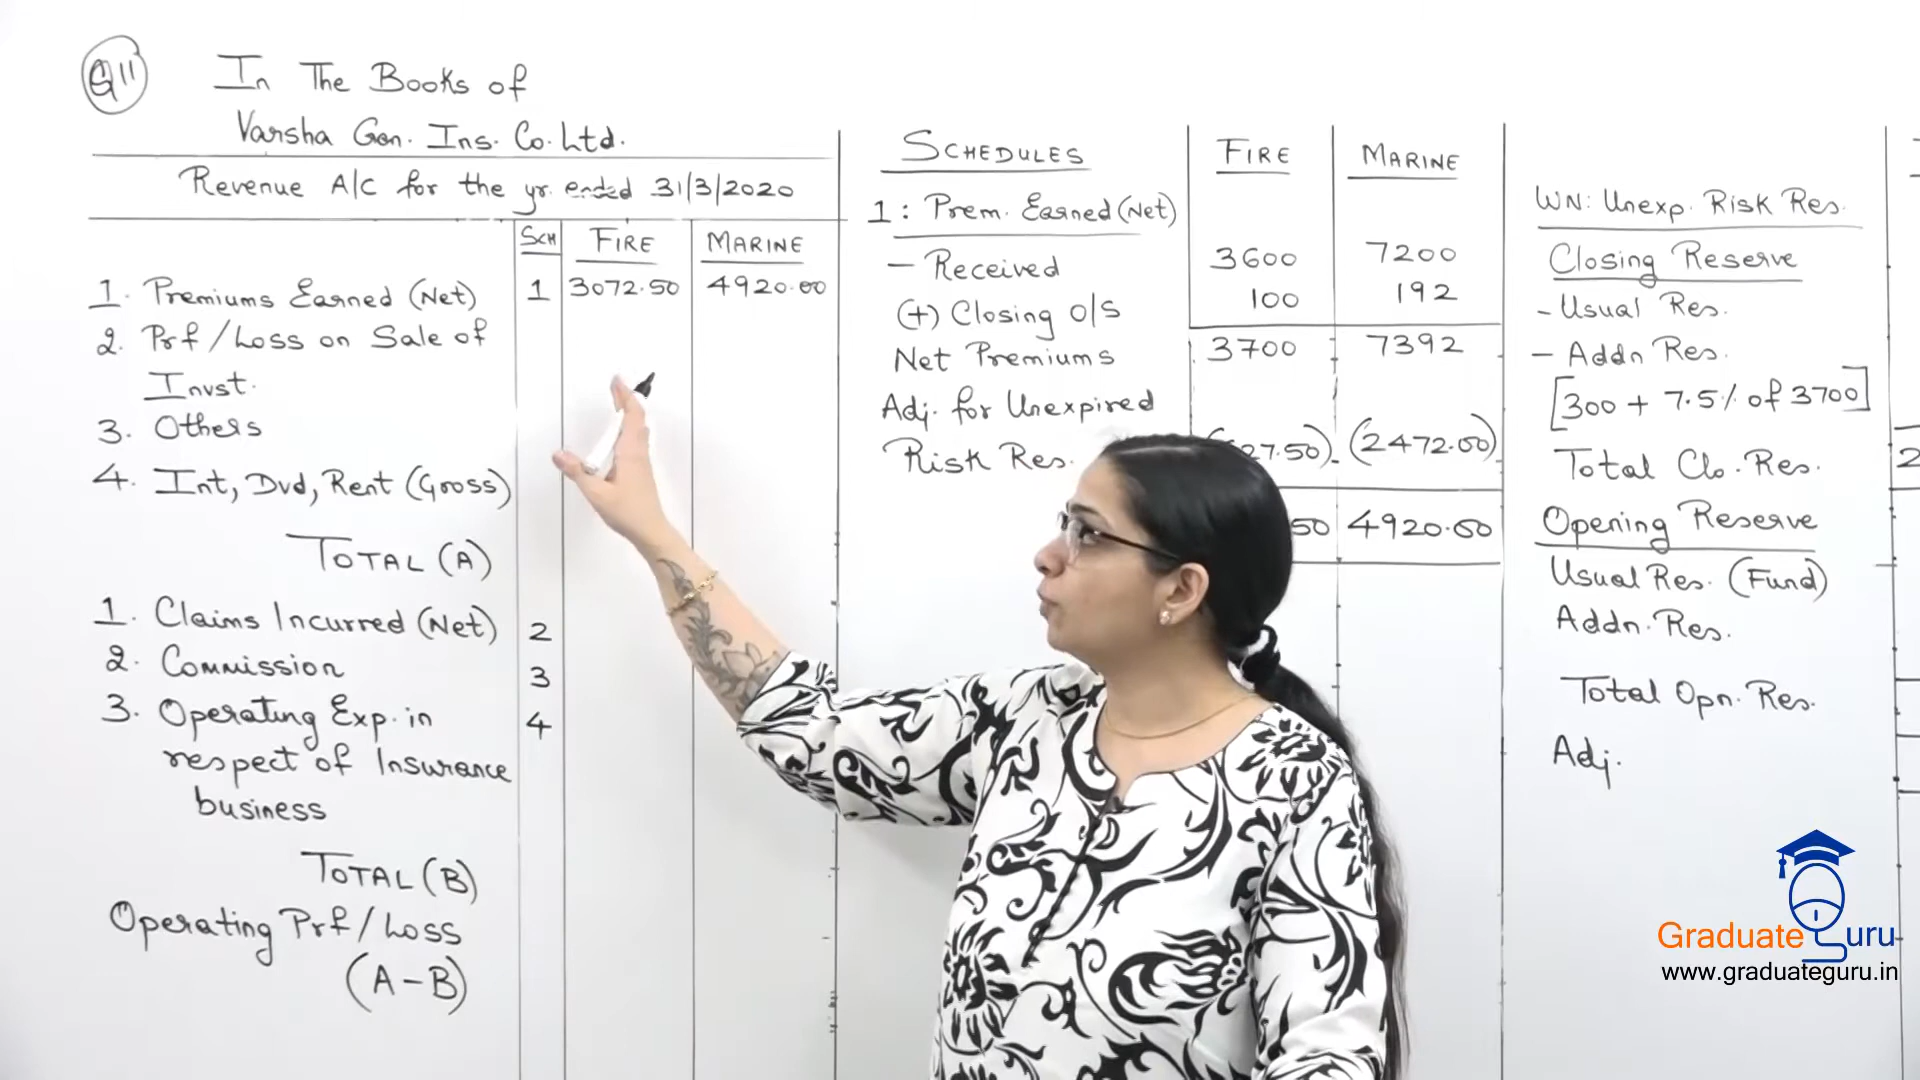 Q11
In The Books of
Varsha Gen. Ins. Co. Ltd.
Revenue A/C for the yr. ended 31/3/2020
SCH FIRE MARINE
1. Premiums Earned (Net) 1 3072.50 4920.00
2. Prf/Loss on Sale of
Invst.
3. Others
4. Int, Dvd, Rent (Gross)
TOTAL (A)
1. Claims Incurred (Net) 2
2. Commission 3
3. Operating Exp. in 4
respect of Insurance
business
TOTAL (B)
Operating Prf/Loss
(A-B)
SCHEDULES FIRE MARINE
1: Prem. Earned (Net)
- Received 3600 7200
(+) Closing O/S 100 192
Net Premiums 3700 7392
Adj. for Unexpired
Risk Res. 27.50) (2472.00)
50 4920.00
WN: Unexp. Risk Res.
Closing Reserve
- Usual Res.
- Addn Res.
[300 + 7.5% of 3700]
Total Clo. Res. 2
Opening Reserve
Usual Res. (Fund)
Addn. Res.
Total Opn. Res.
Adj.
Graduate Guru
www.graduateguru.in